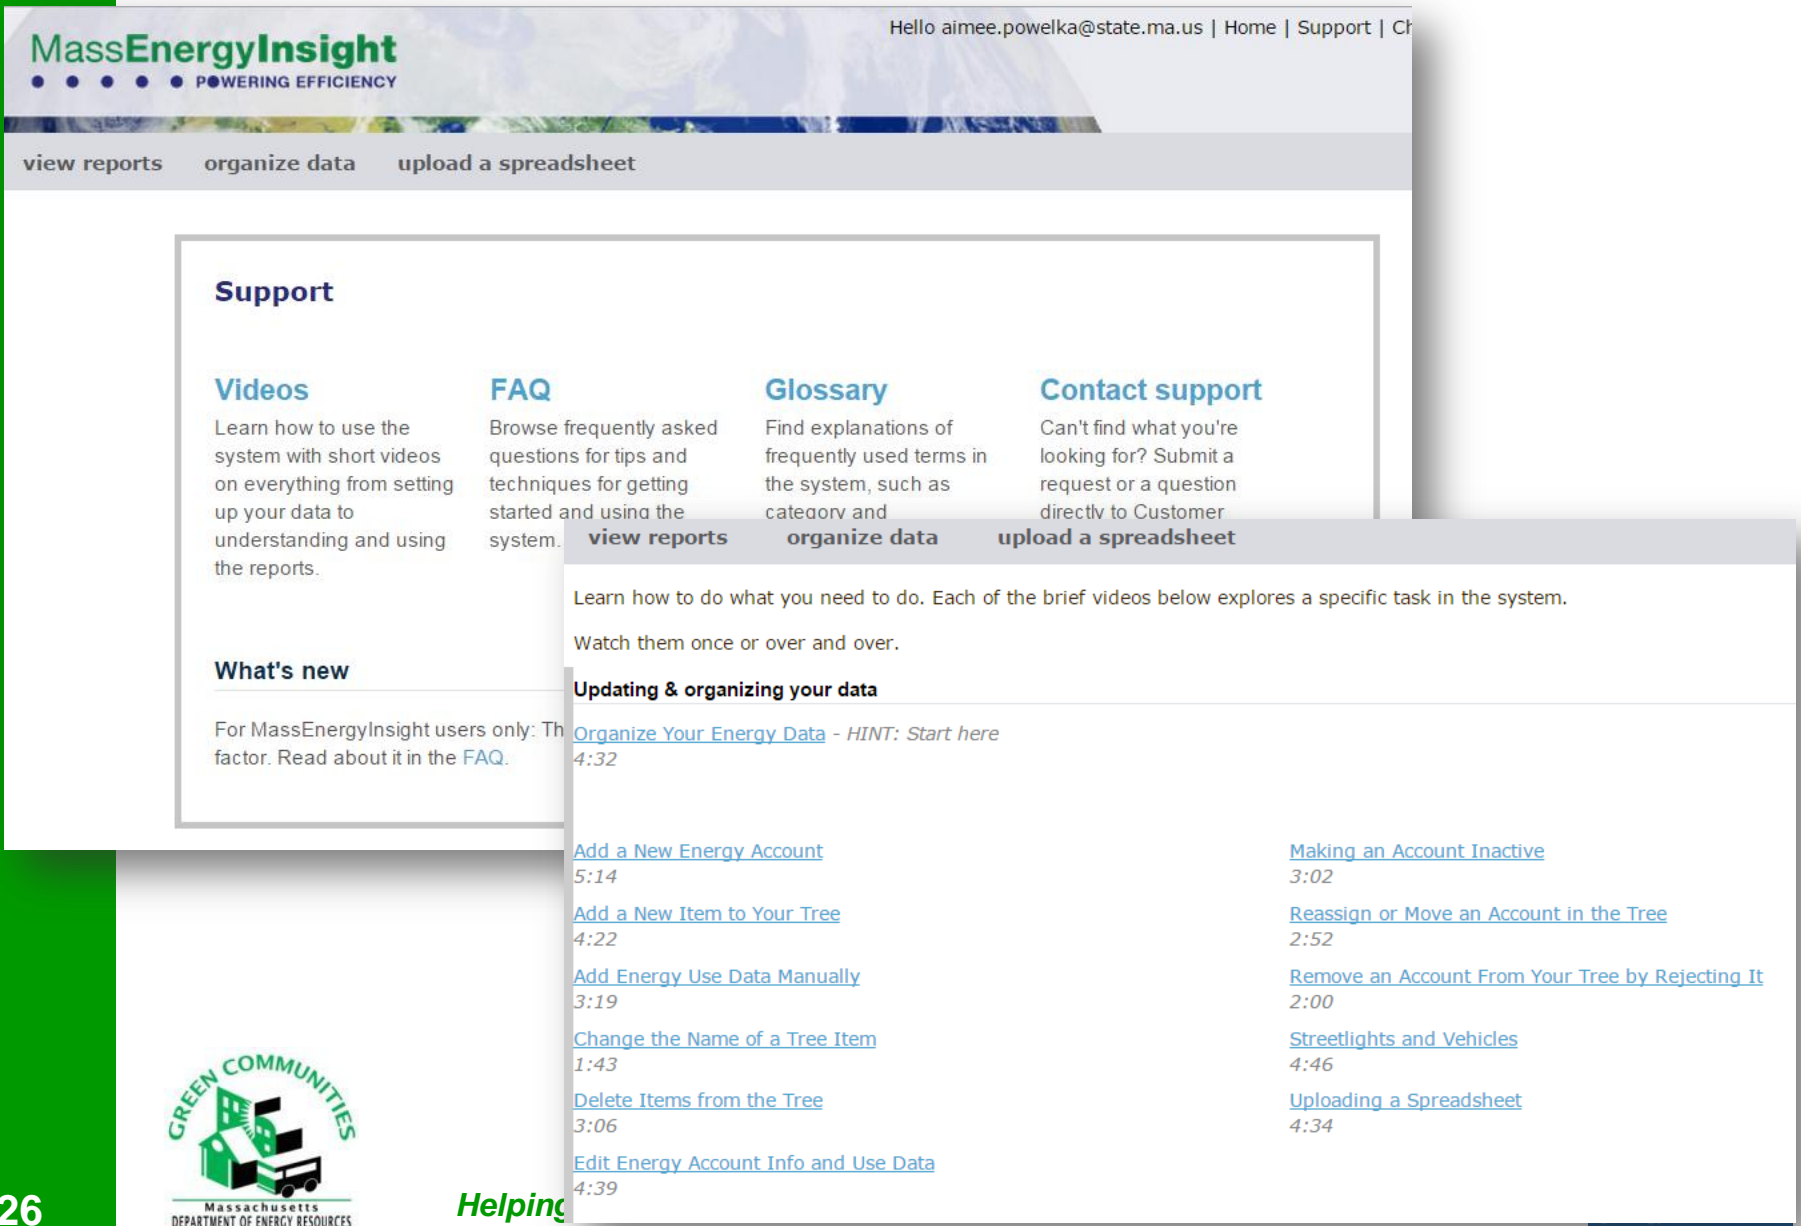 Hello aimee.powelka@state.ma.us | Home | Support |
MassEnergyInsight
POWERING EFFICIENCY
view reports organize data upload a spreadsheet
Support
Videos
Learn how to use the
system with short videos
on everything from setting
up your data to
understanding and using
the reports.
FAQ
Browse frequently asked
questions for tips and
techniques for getting
started and using the
system.
Glossary
Find explanations of
frequently used terms in
the system, such as
category and
Contact support
Can't find what you're
looking for? Submit a
request or a question
directly to Customer
What's new
For MassEnergyInsight users only:
factor. Read about it in the FAQ.
view reports organize data upload a spreadsheet
Learn how to do what you need to do. Each of the brief videos below explores a specific task in the system.
Watch them once or over and over.
Updating & organizing your data
Organize Your Energy Data - HINT: Start here
4:32
Add a New Energy Account
5:14
Add a New Item to Your Tree
4:22
Add Energy Use Data Manually
3:19
Change the Name of a Tree Item
1:43
Delete Items from the Tree
3:06
Edit Energy Account Info and Use Data
4:39
Making an Account Inactive
3:02
Reassign or Move an Account in the Tree
2:52
Remove an Account From Your Tree by Rejecting It
2:00
Streetlights and Vehicles
4:46
Uploading a Spreadsheet
4:34
GREEN COMMUNITIES
Massachusetts
DEPARTMENT OF ENERGY RESOURCES
26
Helping